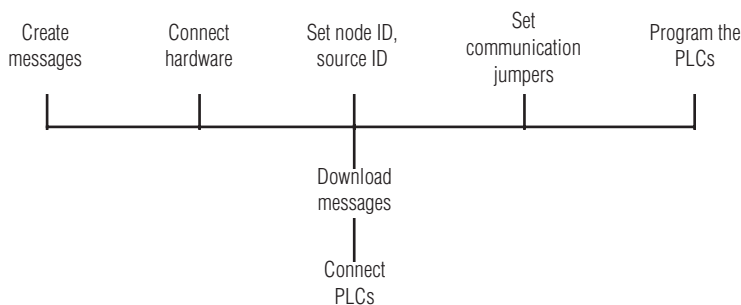 Create
messages
Connect
hardware
Set node ID,
source ID
Set
communication
jumpers
Program the
PLCs
Download
messages
Connect
PLCs